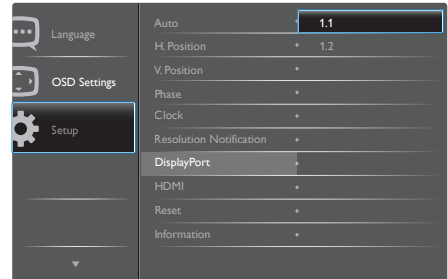 Language
OSD Settings
Setup
Auto
H. Position
V. Position
Phase
Clock
Resolution Notification
DisplayPort
HDMI
Reset
Information
1.1
1.2